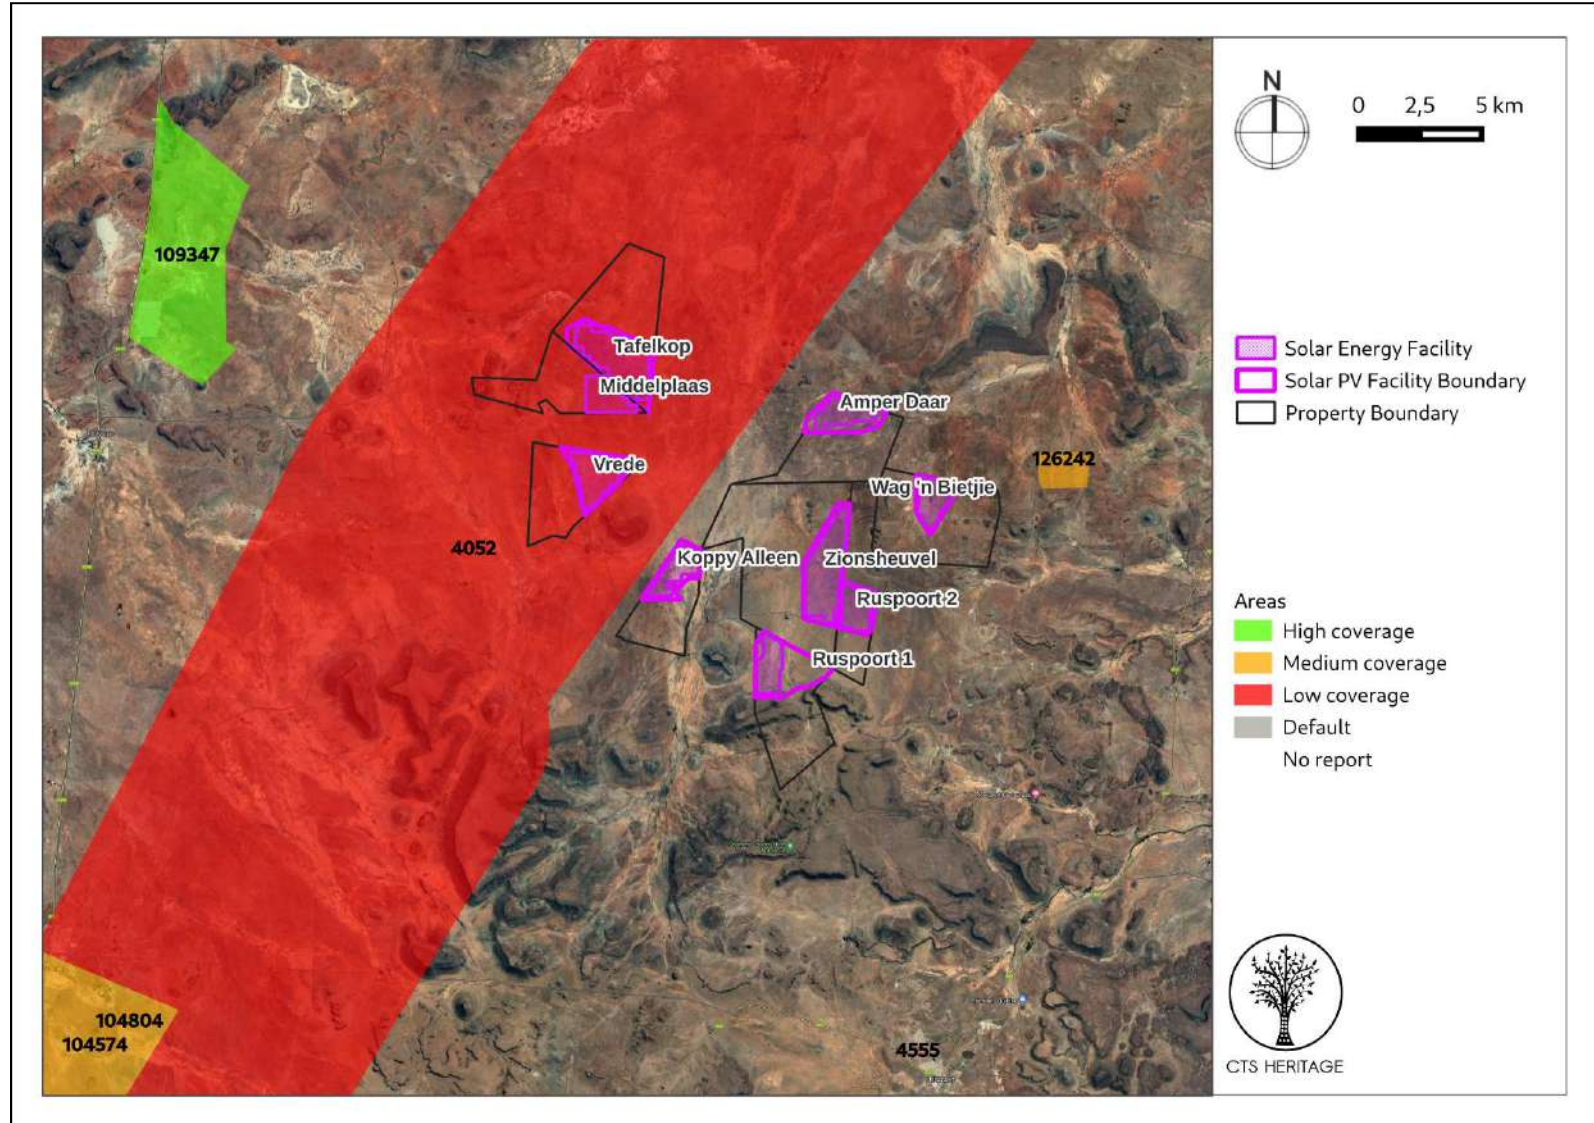 N
0 2,5 5 km
109347
Tafelkop
Middelplaas
Amper Daar
Vrede
126242
Wag 'n Bietjie
4052
Koppy Alleen
Zionsheuvel
Ruspoort 2
Ruspoort 1
104804
104574
4555
Solar Energy Facility
Solar PV Facility Boundary
Property Boundary
Areas
High coverage
Medium coverage
Low coverage
Default
No report
CTS HERITAGE